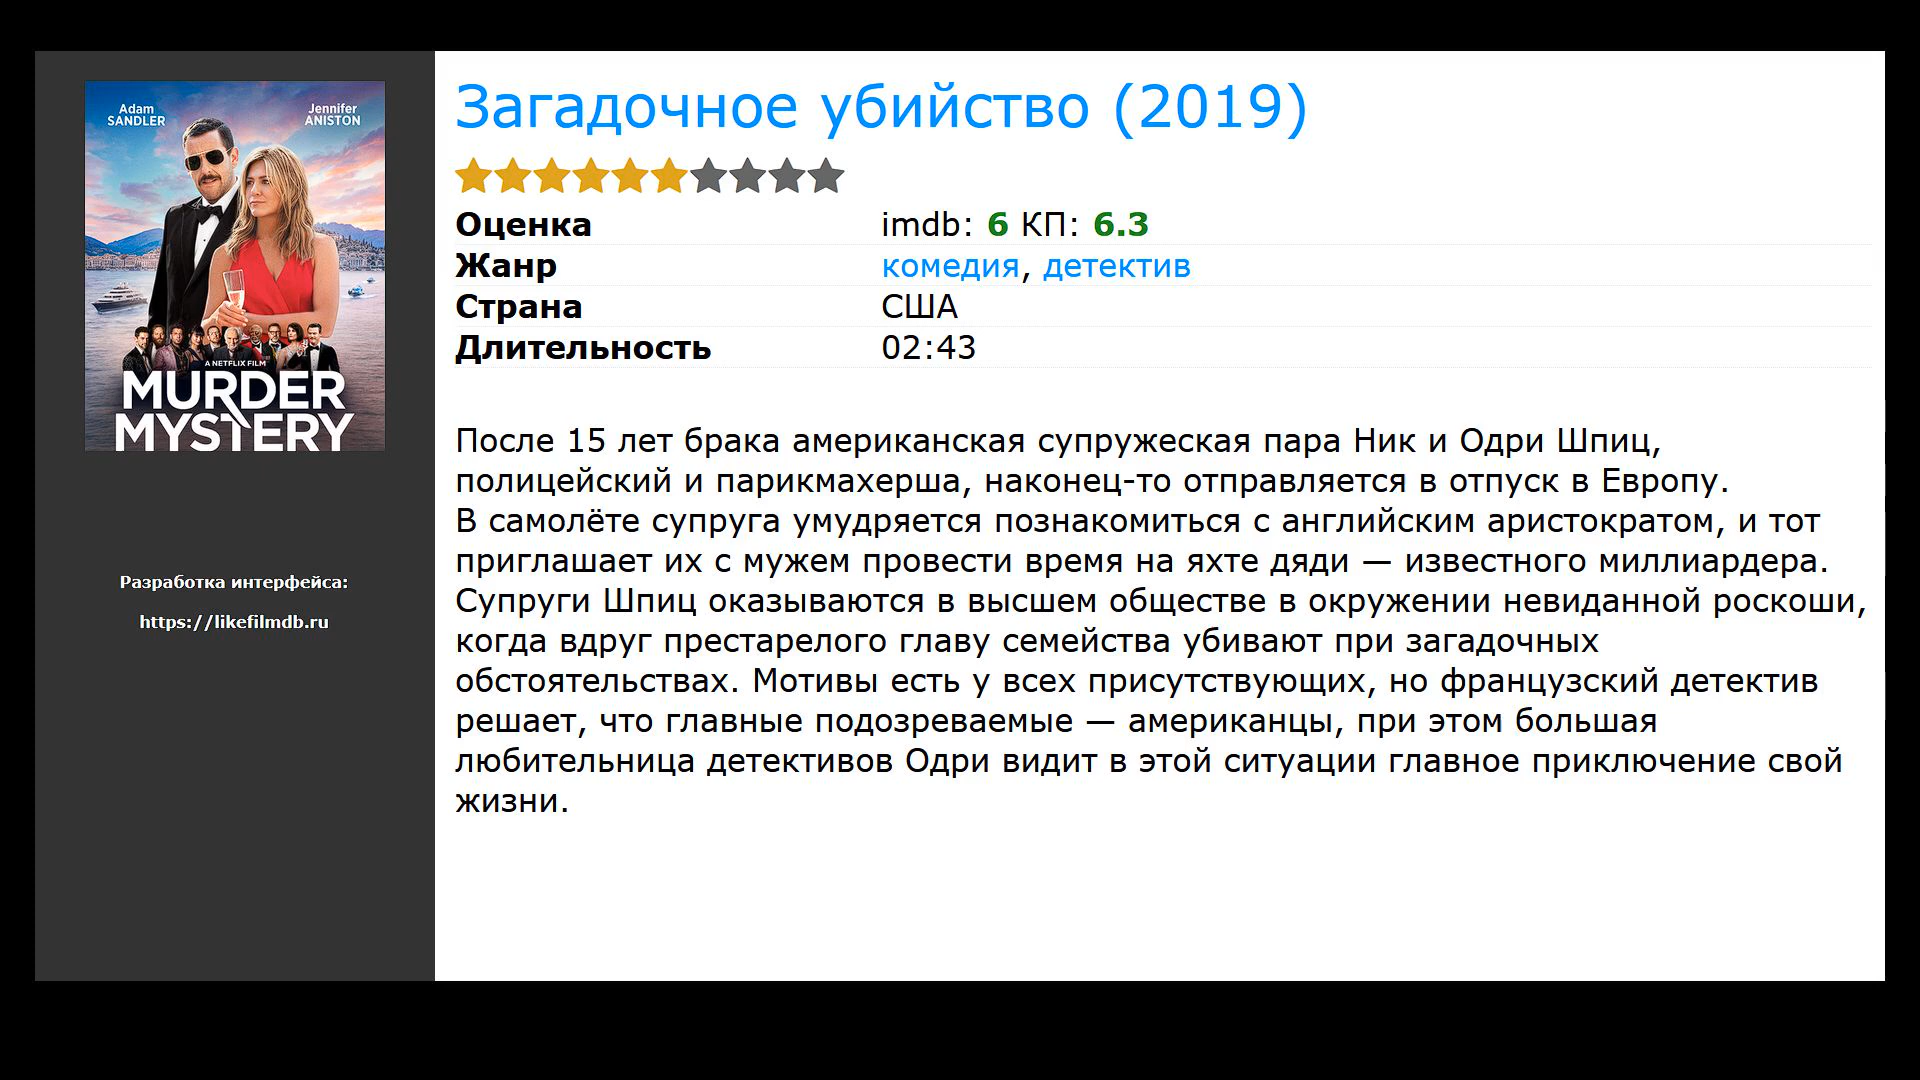 Adam
SANDLER
Jennifer
ANISTON
A NETFLIX FILM
MURDER
MYSTERY
Разработка интерфейса:
https://likefilmdb.ru
Загадочное убийство (2019)
Оценка imdb: 6 КП: 6.3
Жанр комедия, детектив
Страна США
Длительность 02:43
После 15 лет брака американская супружеская пара Ник и Одри Шпиц,
полицейский и парикмахерша, наконец-то отправляется в отпуск в Европу.
В самолёте супруга умудряется познакомиться с английским аристократом, и тот
приглашает их с мужем провести время на яхте дяди — известного миллиардера.
Супруги Шпиц оказываются в высшем обществе в окружении невиданной роскоши,
когда вдруг престарелого главу семейства убивают при загадочных
обстоятельствах. Мотивы есть у всех присутствующих, но французский детектив
решает, что главные подозреваемые — американцы, при этом большая
любительница детективов Одри видит в этой ситуации главное приключение свой
жизни.